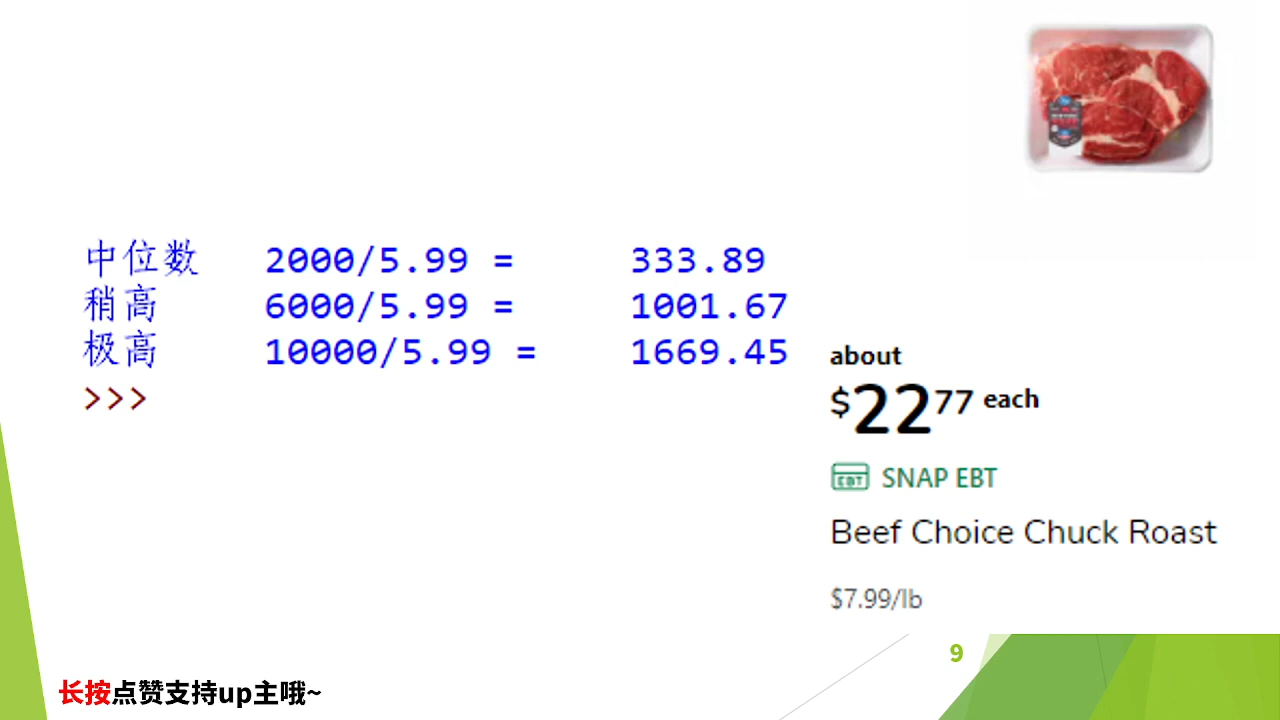 中位数 2000/5.99 = 333.89
稍高 6000/5.99 = 1001.67
极高 10000/5.99 = 1669.45
>>>
about
$22 77 each
EBT SNAP EBT
Beef Choice Chuck Roast
$7.99/lb
9
长按点赞支持up主哦~